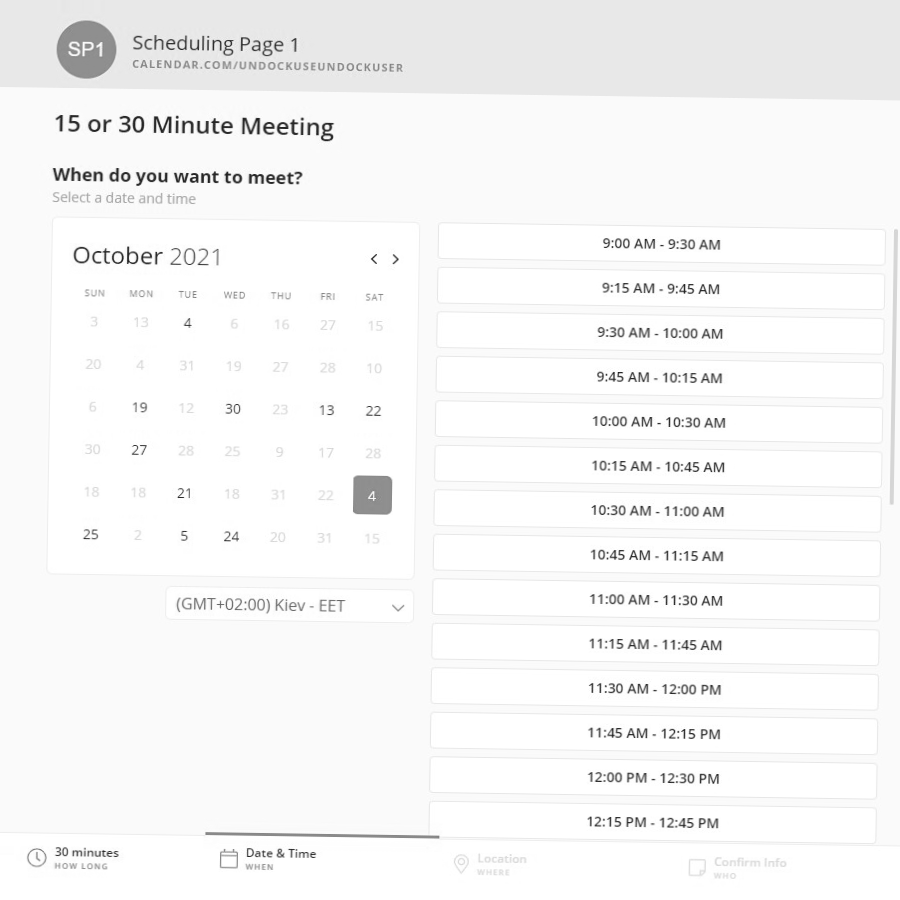 SP1
Scheduling Page 1
CALENDAR.COM/UNDOCKUSEUNDOCKUSER
15 or 30 Minute Meeting
When do you want to meet?
Select a date and time
October 2021
SUN MON TUE WED THU FRI SAT
3 13 4 6 16 27 15
20 4 31 19 27 28 10
6 19 12 30 23 13 22
30 27 28 25 9 17 28
18 18 21 18 31 22 4
25 2 5 24 20 31 15
(GMT+02:00) Kiev - EET
9:00 AM - 9:30 AM
9:15 AM - 9:45 AM
9:30 AM - 10:00 AM
9:45 AM - 10:15 AM
10:00 AM - 10:30 AM
10:15 AM - 10:45 AM
10:30 AM - 11:00 AM
10:45 AM - 11:15 AM
11:00 AM - 11:30 AM
11:15 AM - 11:45 AM
11:30 AM - 12:00 PM
11:45 AM - 12:15 PM
12:00 PM - 12:30 PM
12:15 PM - 12:45 PM
30 minutes
HOW LONG
Date & Time
WHEN
Location
WHERE
Confirm Info
WHO